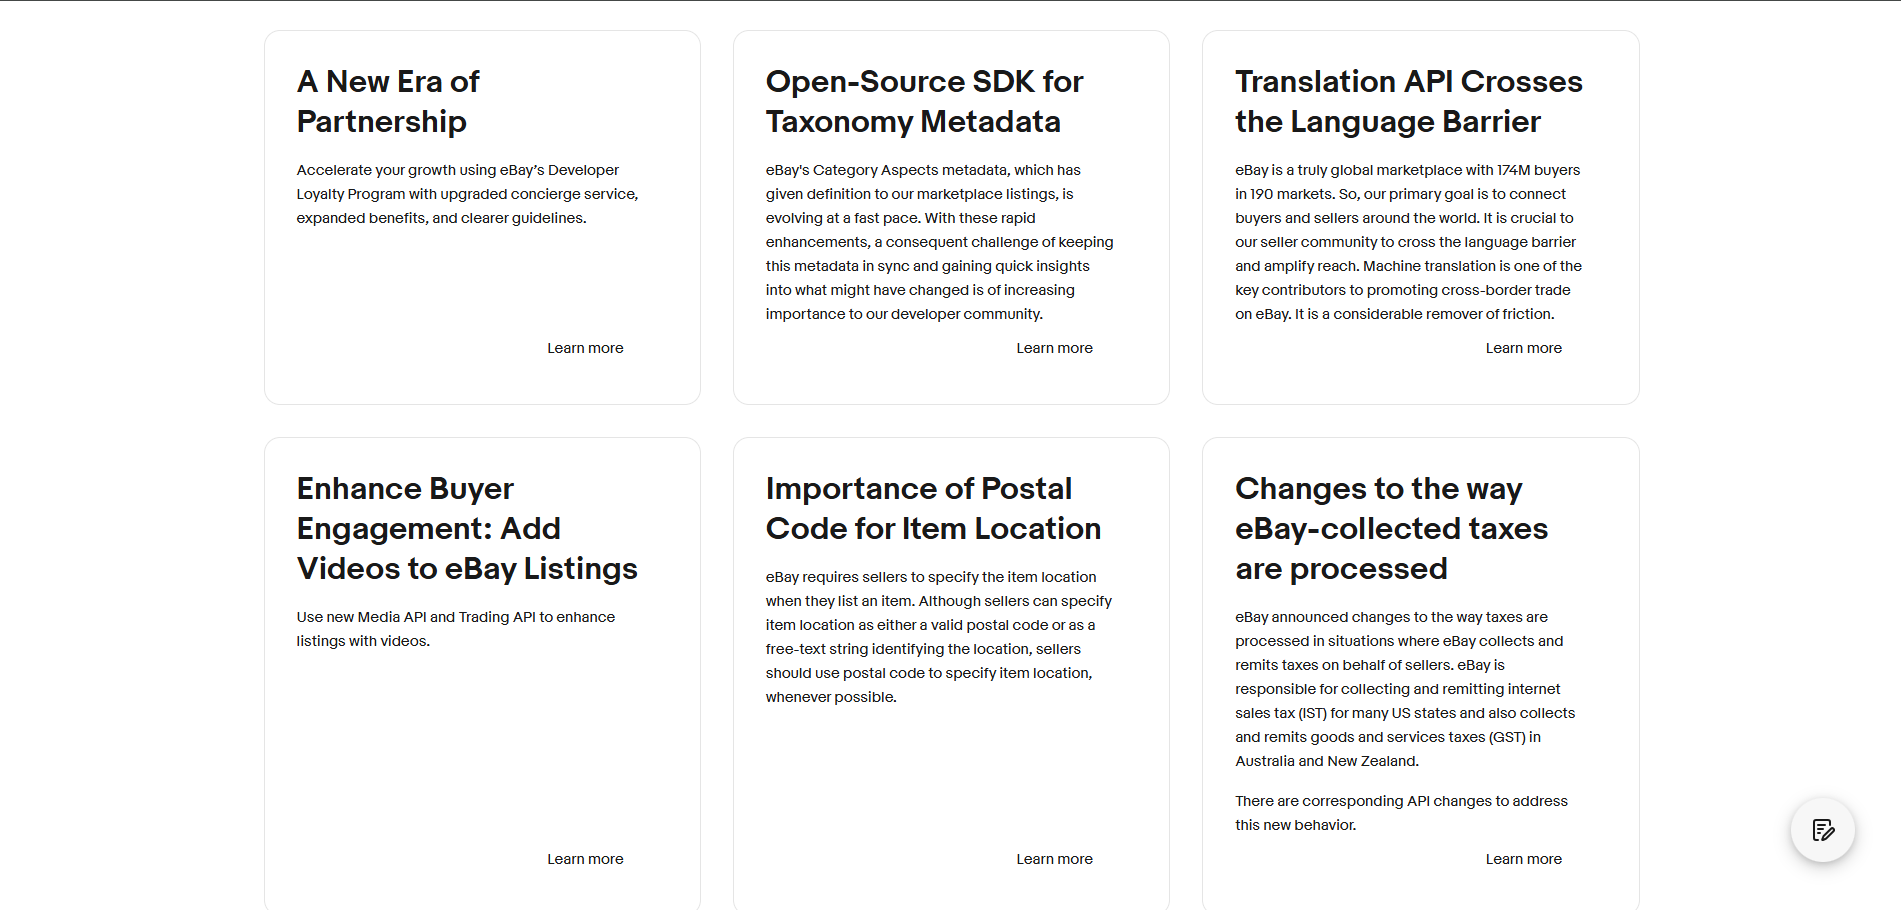 A New Era of
Partnership
Accelerate your growth using eBay’s Developer
Loyalty Program with upgraded concierge service,
expanded benefits, and clearer guidelines.
Learn more
Open-Source SDK for
Taxonomy Metadata
eBay's Category Aspects metadata, which has
given definition to our marketplace listings, is
evolving at a fast pace. With these rapid
enhancements, a consequent challenge of keeping
this metadata in sync and gaining quick insights
into what might have changed is of increasing
importance to our developer community.
Learn more
Translation API Crosses
the Language Barrier
eBay is a truly global marketplace with 174M buyers
in 190 markets. So, our primary goal is to connect
buyers and sellers around the world. It is crucial to
our seller community to cross the language barrier
and amplify reach. Machine translation is one of the
key contributors to promoting cross-border trade
on eBay. It is a considerable remover of friction.
Learn more
Enhance Buyer
Engagement: Add
Videos to eBay Listings
Use new Media API and Trading API to enhance
listings with videos.
Learn more
Importance of Postal
Code for Item Location
eBay requires sellers to specify the item location
when they list an item. Although sellers can specify
item location as either a valid postal code or as a
free-text string identifying the location, sellers
should use postal code to specify item location,
whenever possible.
Learn more
Changes to the way
eBay-collected taxes
are processed
eBay announced changes to the way taxes are
processed in situations where eBay collects and
remits taxes on behalf of sellers. eBay is
responsible for collecting and remitting internet
sales tax (IST) for many US states and also collects
and remits goods and services taxes (GST) in
Australia and New Zealand.
There are corresponding API changes to address
this new behavior.
Learn more